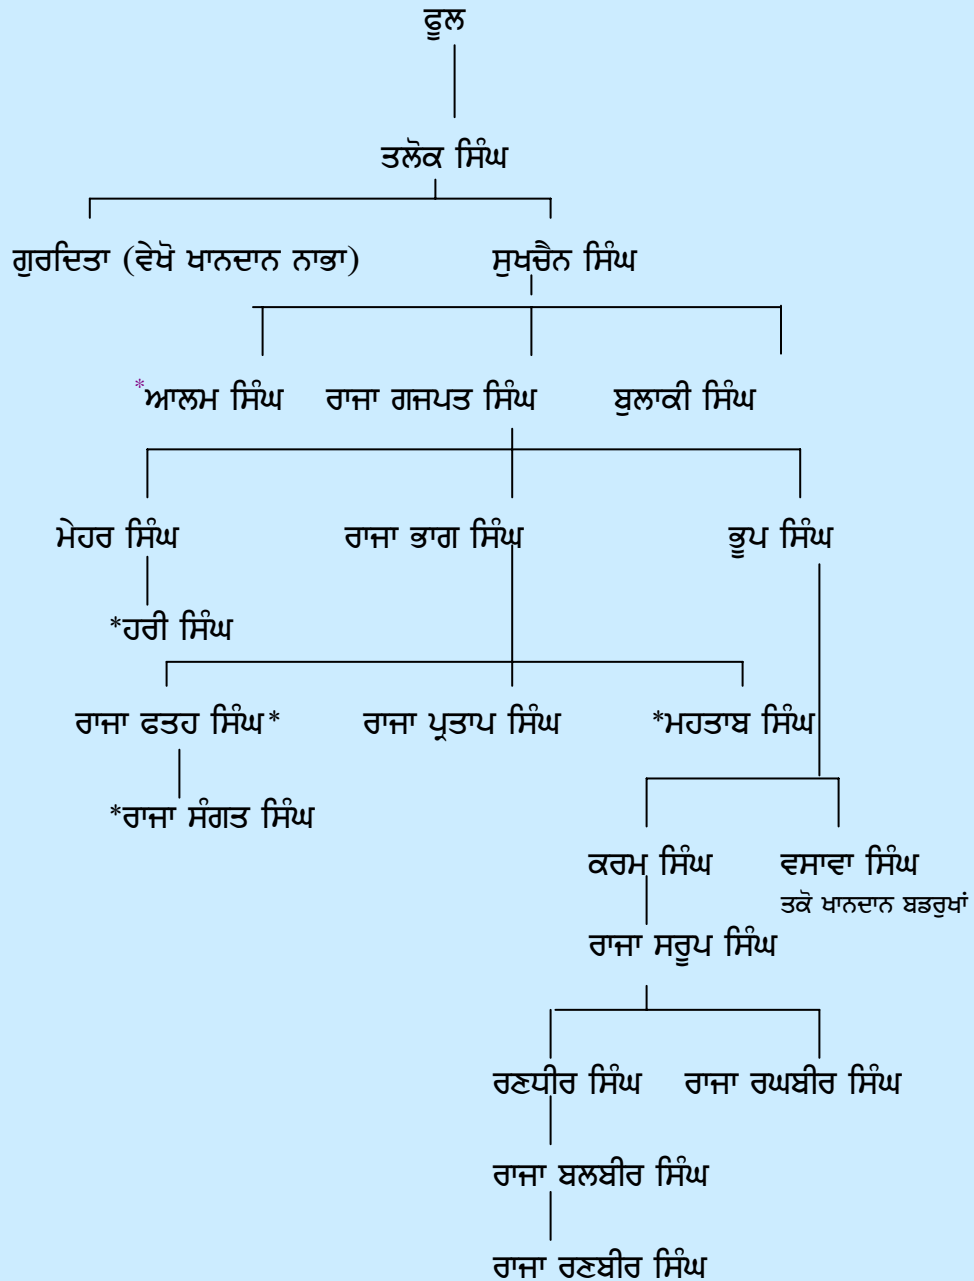 ਫੂਲ
ਤਲੋਕ ਸਿੰਘ
ਗੁਰਦਿਤਾ (ਵੇਖੋ ਖਾਨਦਾਨ ਨਾਭਾ) ਸੁਖਚੈਨ ਸਿੰਘ
*ਆਲਮ ਸਿੰਘ ਰਾਜਾ ਗਜਪਤ ਸਿੰਘ ਬੁਲਾਕੀ ਸਿੰਘ
ਮੇਹਰ ਸਿੰਘ ਰਾਜਾ ਭਾਗ ਸਿੰਘ ਭੂਪ ਸਿੰਘ
*ਹਰੀ ਸਿੰਘ
ਰਾਜਾ ਫਤਹ ਸਿੰਘ* ਰਾਜਾ ਪ੍ਰਤਾਪ ਸਿੰਘ *ਮਹਤਾਬ ਸਿੰਘ
*ਰਾਜਾ ਸੰਗਤ ਸਿੰਘ
ਕਰਮ ਸਿੰਘ ਵਸਾਵਾ ਸਿੰਘ
ਤਕੋ ਖਾਨਦਾਨ ਬਡਰੁਖਾਂ
ਰਾਜਾ ਸਰੂਪ ਸਿੰਘ
ਰਣਧੀਰ ਸਿੰਘ ਰਾਜਾ ਰਘਬੀਰ ਸਿੰਘ
ਰਾਜਾ ਬਲਬੀਰ ਸਿੰਘ
ਰਾਜਾ ਰਣਬੀਰ ਸਿੰਘ